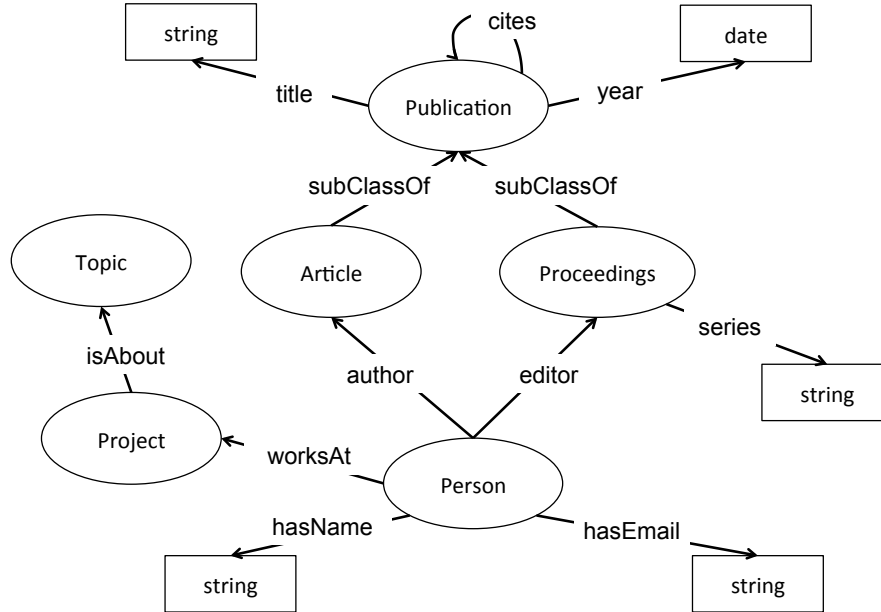 string
cites
date
title
Publication
year
subClassOf
subClassOf
Topic
Article
Proceedings
isAbout
series
author
editor
string
Project
worksAt
Person
hasName
hasEmail
string
string